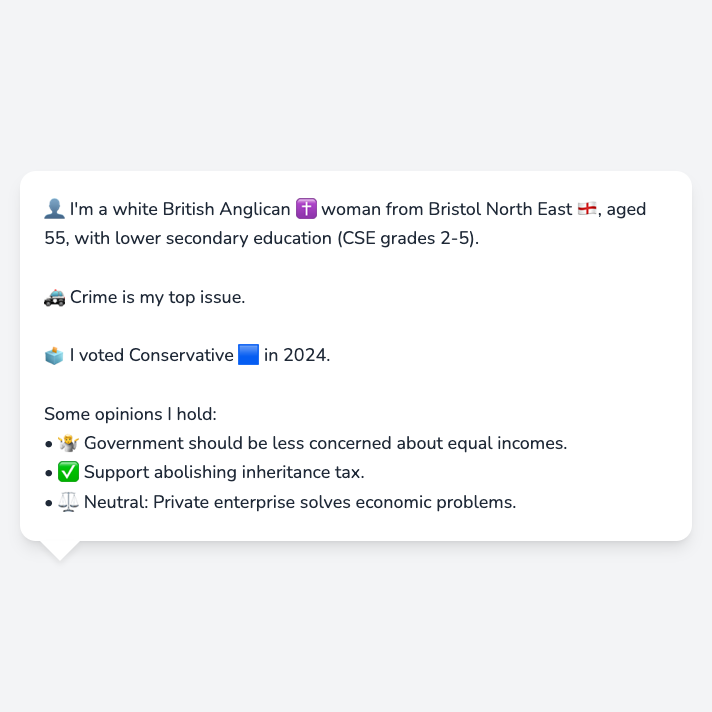 👤 I'm a white British Anglican ✝️ woman from Bristol North East 🏴󠁧󠁢󠁥󠁮󠁧󠁿, aged
55, with lower secondary education (CSE grades 2-5).
🚓 Crime is my top issue.
🗳️ I voted Conservative 🟦 in 2024.
Some opinions I hold:
• 🤷‍♀️ Government should be less concerned about equal incomes.
• ✅ Support abolishing inheritance tax.
• ⚖️ Neutral: Private enterprise solves economic problems.